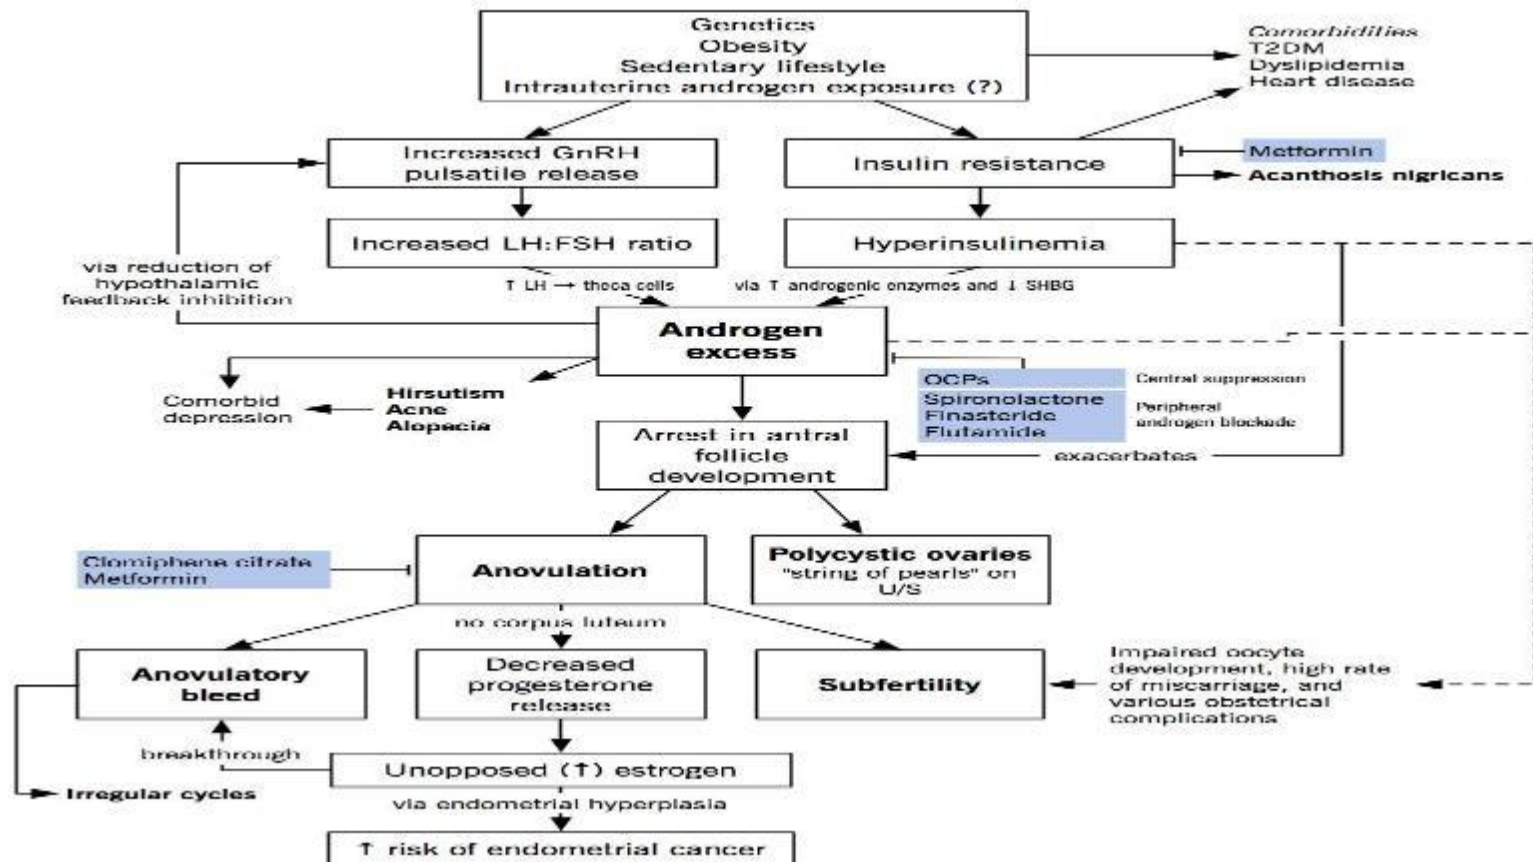 Genetics
Obesity
Sedentary lifestyle
Intrauterine androgen exposure (?)
Comorbidities
T2DM
Dyslipidemia
Heart disease
Increased GnRH
pulsatile release
Insulin resistance
Metformin
Acanthosis nigricans
Increased LH:FSH ratio
Hyperinsulinemia
via reduction of
hypothalamic
feedback inhibition
↑ LH → theca cells
via ↑ androgenic enzymes and ↓ SHBG
Androgen
excess
OCPs
Central suppression
Spironolactone
Finasteride
Flutamide
Peripheral
androgen blockade
Comorbid
depression
Hirsutism
Acne
Alopecia
Arrest in antral
follicle
development
exacerbates
Clomiphene citrate
Metformin
Anovulation
Polycystic ovaries
"string of pearls" on
U/S
no corpus luteum
Anovulatory
bleed
Decreased
progesterone
release
Subfertility
Impaired oocyte
development, high rate
of miscarriage, and
various obstetrical
complications
breakthrough
Unopposed (↑) estrogen
Irregular cycles
via endometrial hyperplasia
↑ risk of endometrial cancer